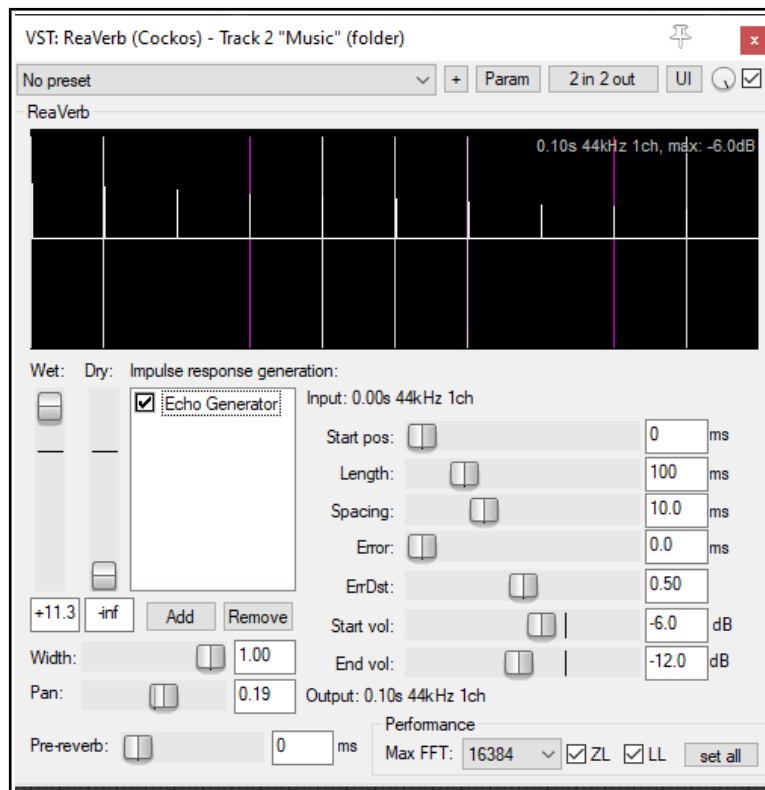 VST: ReaVerb (Cockos) - Track 2 "Music" (folder)
x
No preset + Param 2 in 2 out UI
ReaVerb
0.10s 44kHz 1ch, max: -6.0dB
Wet: Dry: Impulse response generation:
Echo Generator
Input: 0.00s 44kHz 1ch
Start pos: 0 ms
Length: 100 ms
Spacing: 10.0 ms
Error: 0.0 ms
ErrDst: 0.50
+11.3 -inf Add Remove
Start vol: -6.0 dB
Width: 1.00
End vol: -12.0 dB
Pan: 0.19
Output: 0.10s 44kHz 1ch
Pre-reverb: 0 ms
Performance
Max FFT: 16384 ZL LL set all